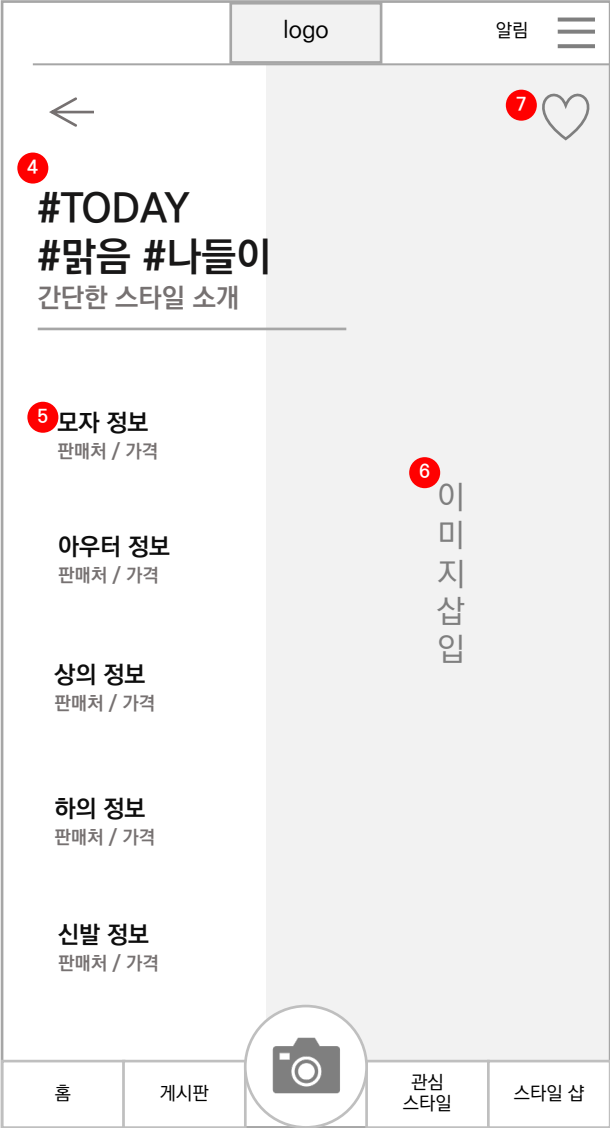 logo
알림
7
4
#TODAY
#맑음 #나들이
간단한 스타일 소개
5
모자 정보
판매처 / 가격
아우터 정보
판매처 / 가격
상의 정보
판매처 / 가격
하의 정보
판매처 / 가격
신발 정보
판매처 / 가격
6
이
미
지
삽
입
홈
게시판
관심
스타일
스타일 샵